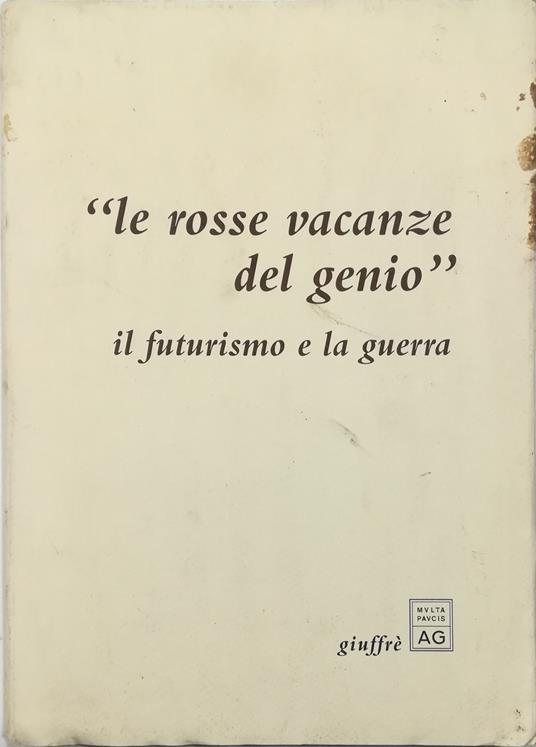 “le rosse vacanze
del genio”
il futurismo e la guerra
MVLTA
PAVCIS
AG
giuffrè